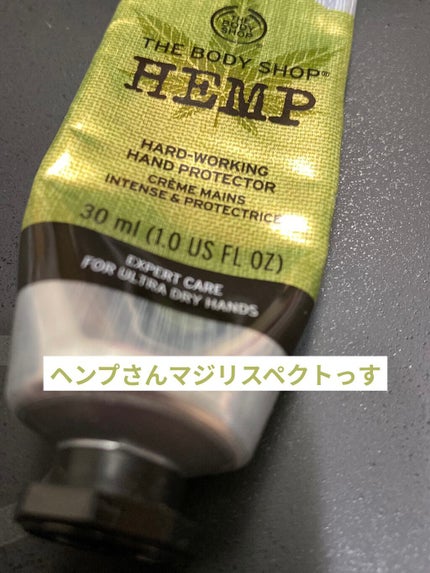 THE BODY SHOP
THE BODY SHOP®
HEMP
HARD-WORKING
HAND PROTECTOR
CRÈME MAINS
INTENSE & PROTECTRICE
30 ml (1.0 US FL OZ)
EXPERT CARE
FOR ULTRA DRY HANDS
ヘンプさんマジリスペクトっす